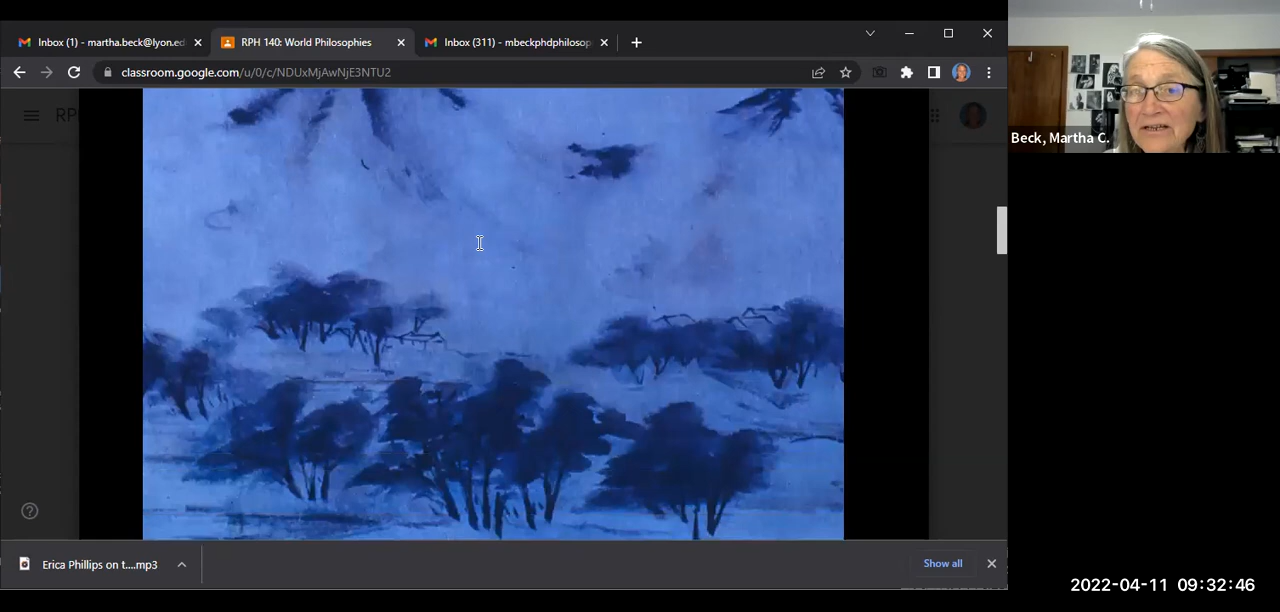 Inbox (1) - martha.beck@lyon.ed
RPH 140: World Philosophies
Inbox (311) - mbeckphdphilosop
classroom.google.com/u/0/c/NDUxMjAwNjE3NTU2
RPH
Beck, Martha C.
Erica Phillips on t....mp3
Show all
2022-04-11 09:32:46